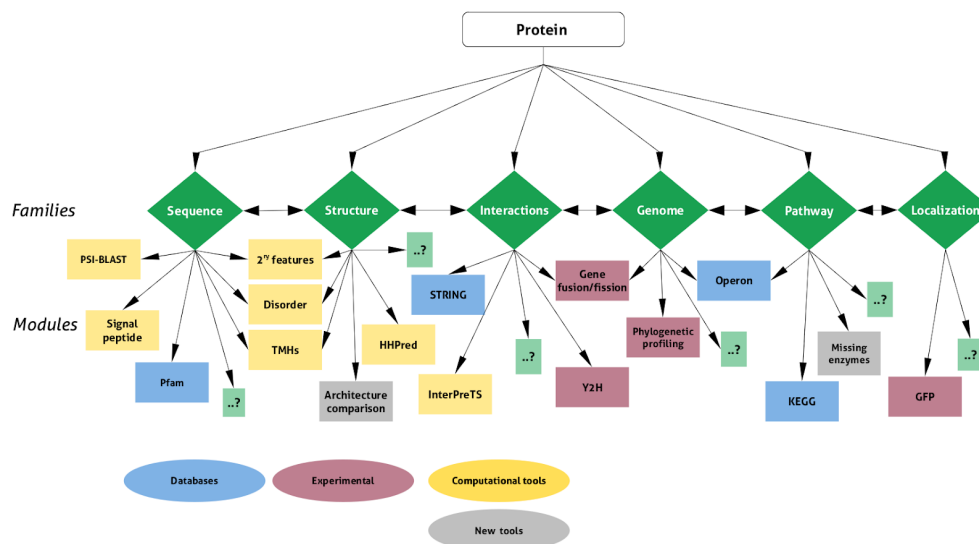 Protein
Families
Sequence
Structure
Interactions
Genome
Pathway
Localization
PSI-BLAST
2ry features
..?
STRING
Gene
fusion/fission
Operon
..?
Modules
Signal
peptide
Disorder
TMHs
HHPred
..?
Phylogenetic
profiling
..?
Missing
enzymes
..?
Pfam
..?
Architecture
comparison
InterPreTS
Y2H
KEGG
GFP
Databases
Experimental
Computational tools
New tools